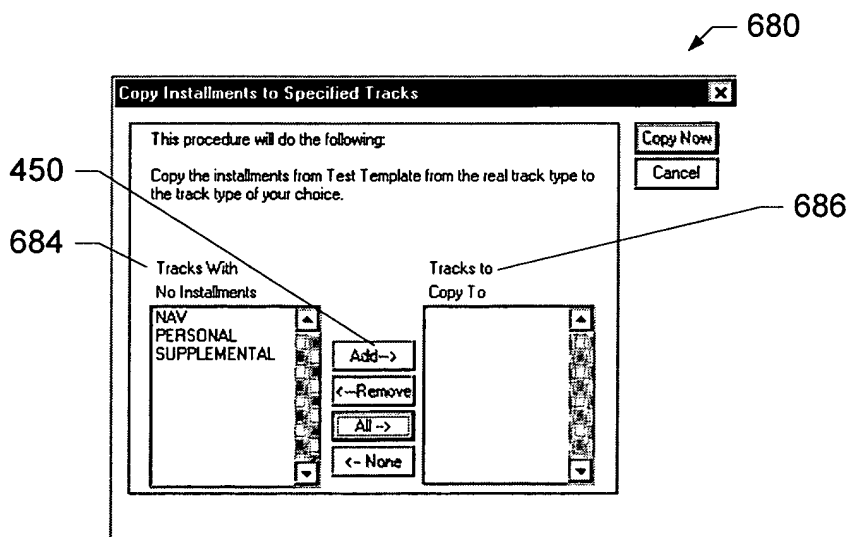 680
Copy Installments to Specified Tracks
This procedure will do the following:
Copy Now
Copy the installments from Test Template from the real track type to
the track type of your choice.
Cancel
450
686
684
Tracks With
No Installments
Tracks to
Copy To
NAV
PERSONAL
SUPPLEMENTAL
Add-->
<--Remove
All -->
<- None